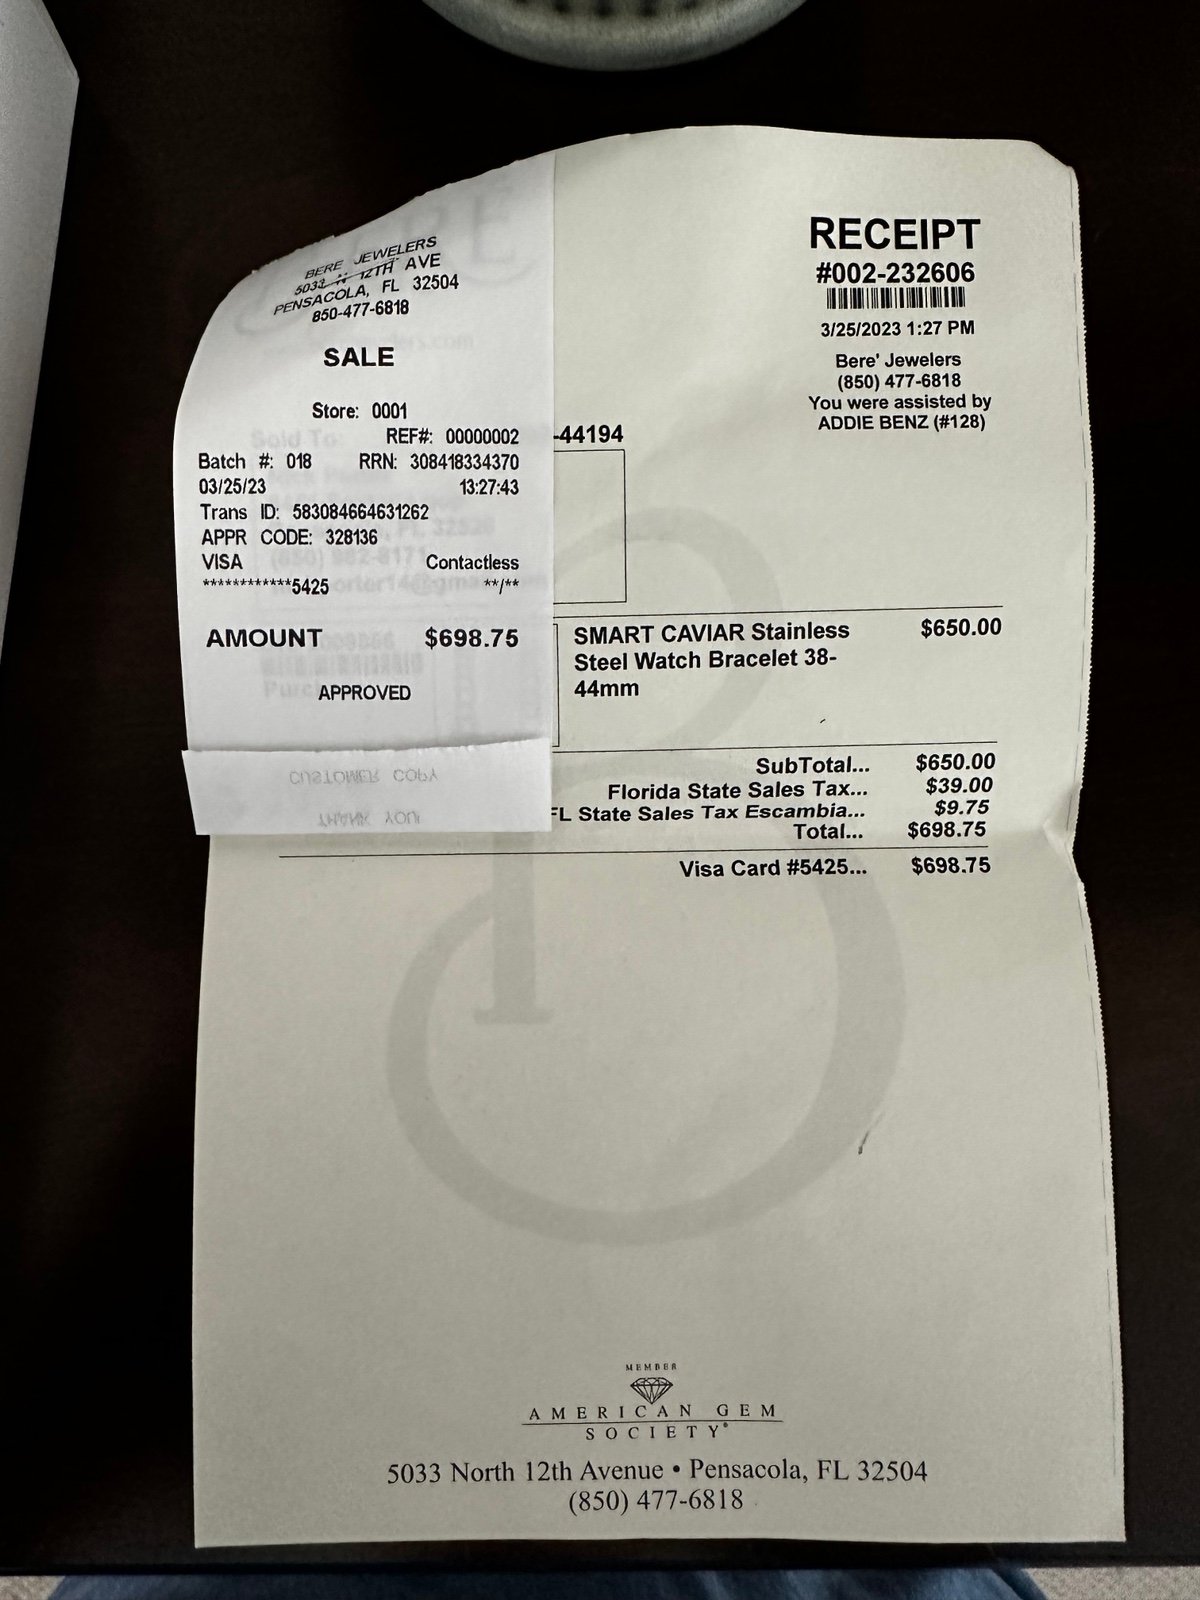 BERE JEWELERS
5033 N 12TH AVE
PENSACOLA, FL 32504
850-477-6818
SALE
Store: 0001
REF#: 00000002
Batch #: 018 RRN: 308418334370
03/25/23 13:27:43
Trans ID: 583084664631262
APPR CODE: 328136
VISA Contactless
************5425 **/**
AMOUNT $698.75
APPROVED
CUSTOMER COPY
THANK YOU
RECEIPT
#002-232606
3/25/2023 1:27 PM
Bere' Jewelers
(850) 477-6818
You were assisted by
ADDIE BENZ (#128)
-44194
SMART CAVIAR Stainless $650.00
Steel Watch Bracelet 38-
44mm
SubTotal... $650.00
Florida State Sales Tax... $39.00
FL State Sales Tax Escambia... $9.75
Total... $698.75
Visa Card #5425... $698.75
MEMBER
AMERICAN GEM
SOCIETY®
5033 North 12th Avenue • Pensacola, FL 32504
(850) 477-6818